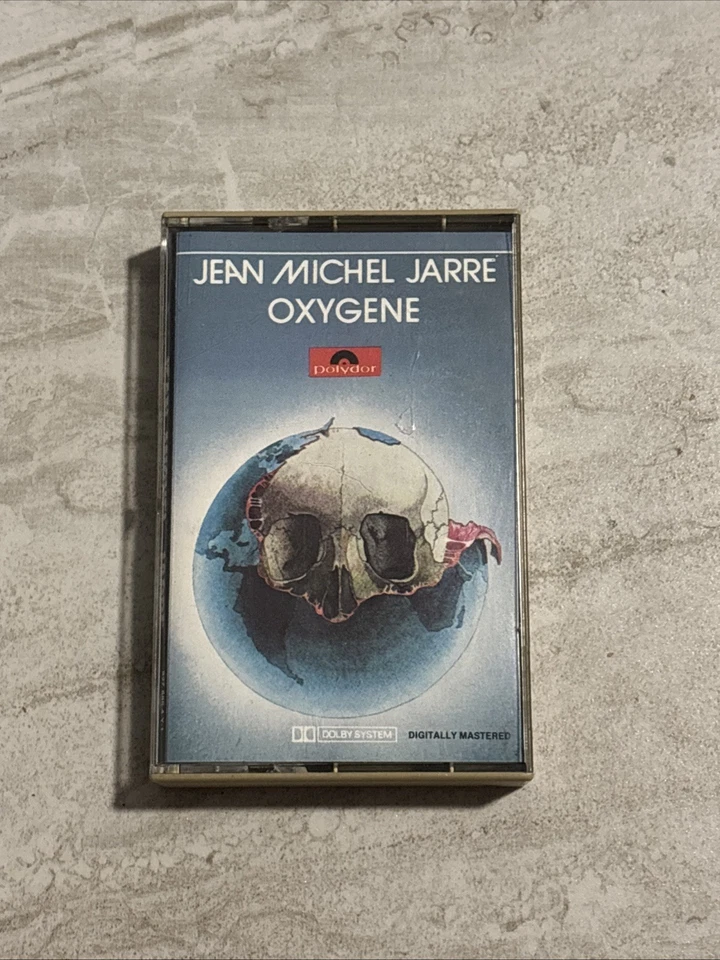 JEAN MICHEL JARRE
OXYGENE
polydor
DOLBY SYSTEM
DIGITALLY MASTERED